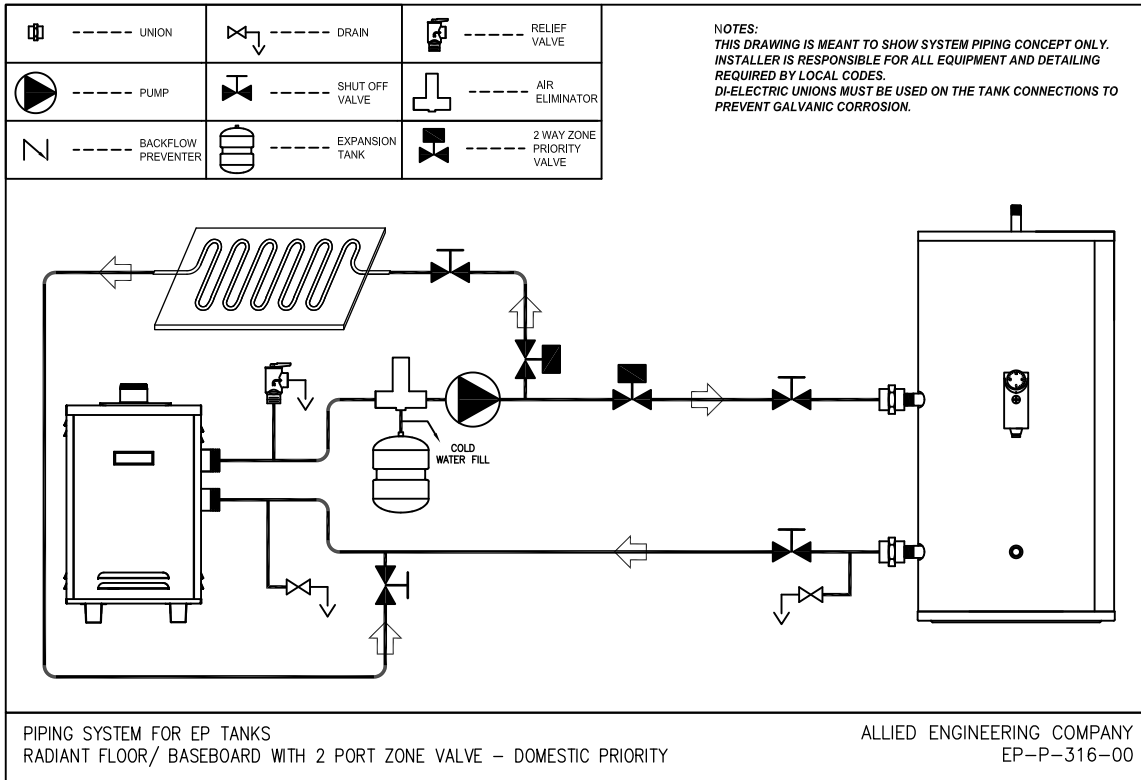 UNION
DRAIN
RELIEF
VALVE
PUMP
SHUT OFF
VALVE
AIR
ELIMINATOR
BACKFLOW
PREVENTER
EXPANSION
TANK
2 WAY ZONE
PRIORITY
VALVE
NOTES:
THIS DRAWING IS MEANT TO SHOW SYSTEM PIPING CONCEPT ONLY.
INSTALLER IS RESPONSIBLE FOR ALL EQUIPMENT AND DETAILING
REQUIRED BY LOCAL CODES.
DI-ELECTRIC UNIONS MUST BE USED ON THE TANK CONNECTIONS TO
PREVENT GALVANIC CORROSION.
COLD
WATER FILL
PIPING SYSTEM FOR EP TANKS
RADIANT FLOOR/ BASEBOARD WITH 2 PORT ZONE VALVE – DOMESTIC PRIORITY
ALLIED ENGINEERING COMPANY
EP–P–316–00